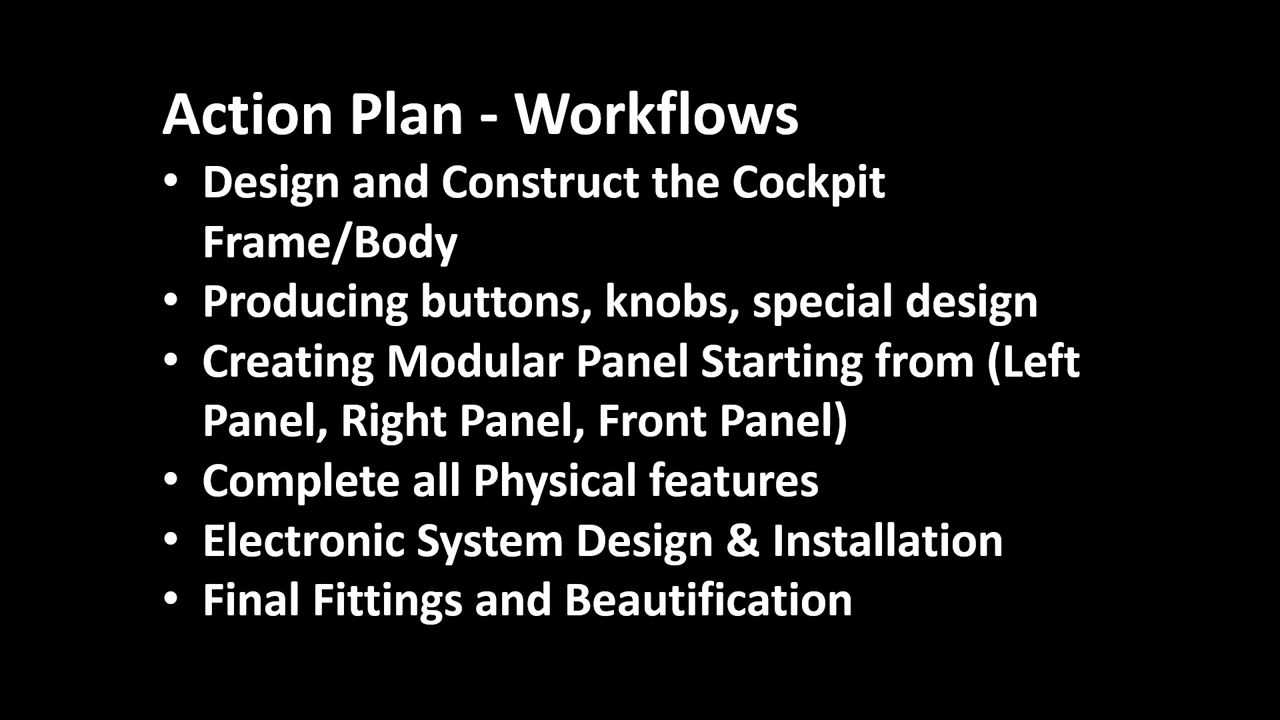 Action Plan - Workflows
• Design and Construct the Cockpit
Frame/Body
• Producing buttons, knobs, special design
• Creating Modular Panel Starting from (Left
Panel, Right Panel, Front Panel)
• Complete all Physical features
• Electronic System Design & Installation
• Final Fittings and Beautification